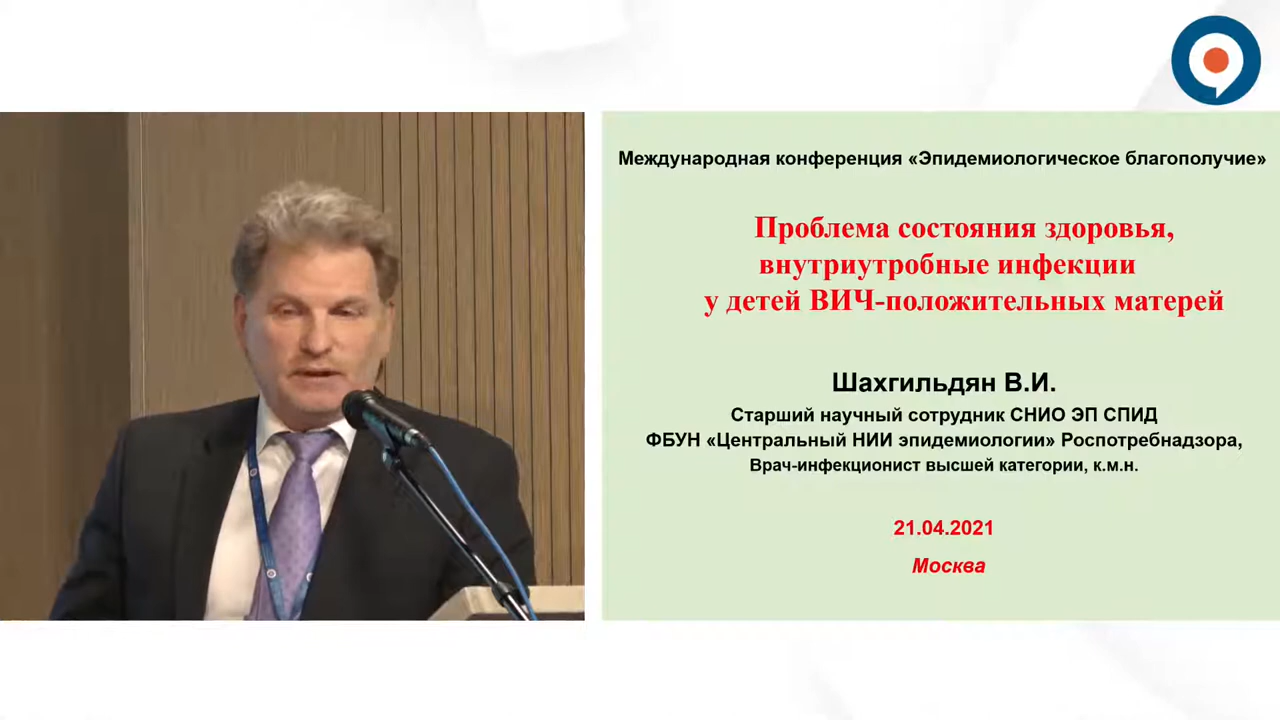 Международная конференция «Эпидемиологическое благополучие»
Проблема состояния здоровья,
внутриутробные инфекции
у детей ВИЧ-положительных матерей
Шахгильдян В.И.
Старший научный сотрудник СНИО ЭП СПИД
ФБУН «Центральный НИИ эпидемиологии» Роспотребнадзора,
Врач-инфекционист высшей категории, к.м.н.
21.04.2021
Москва